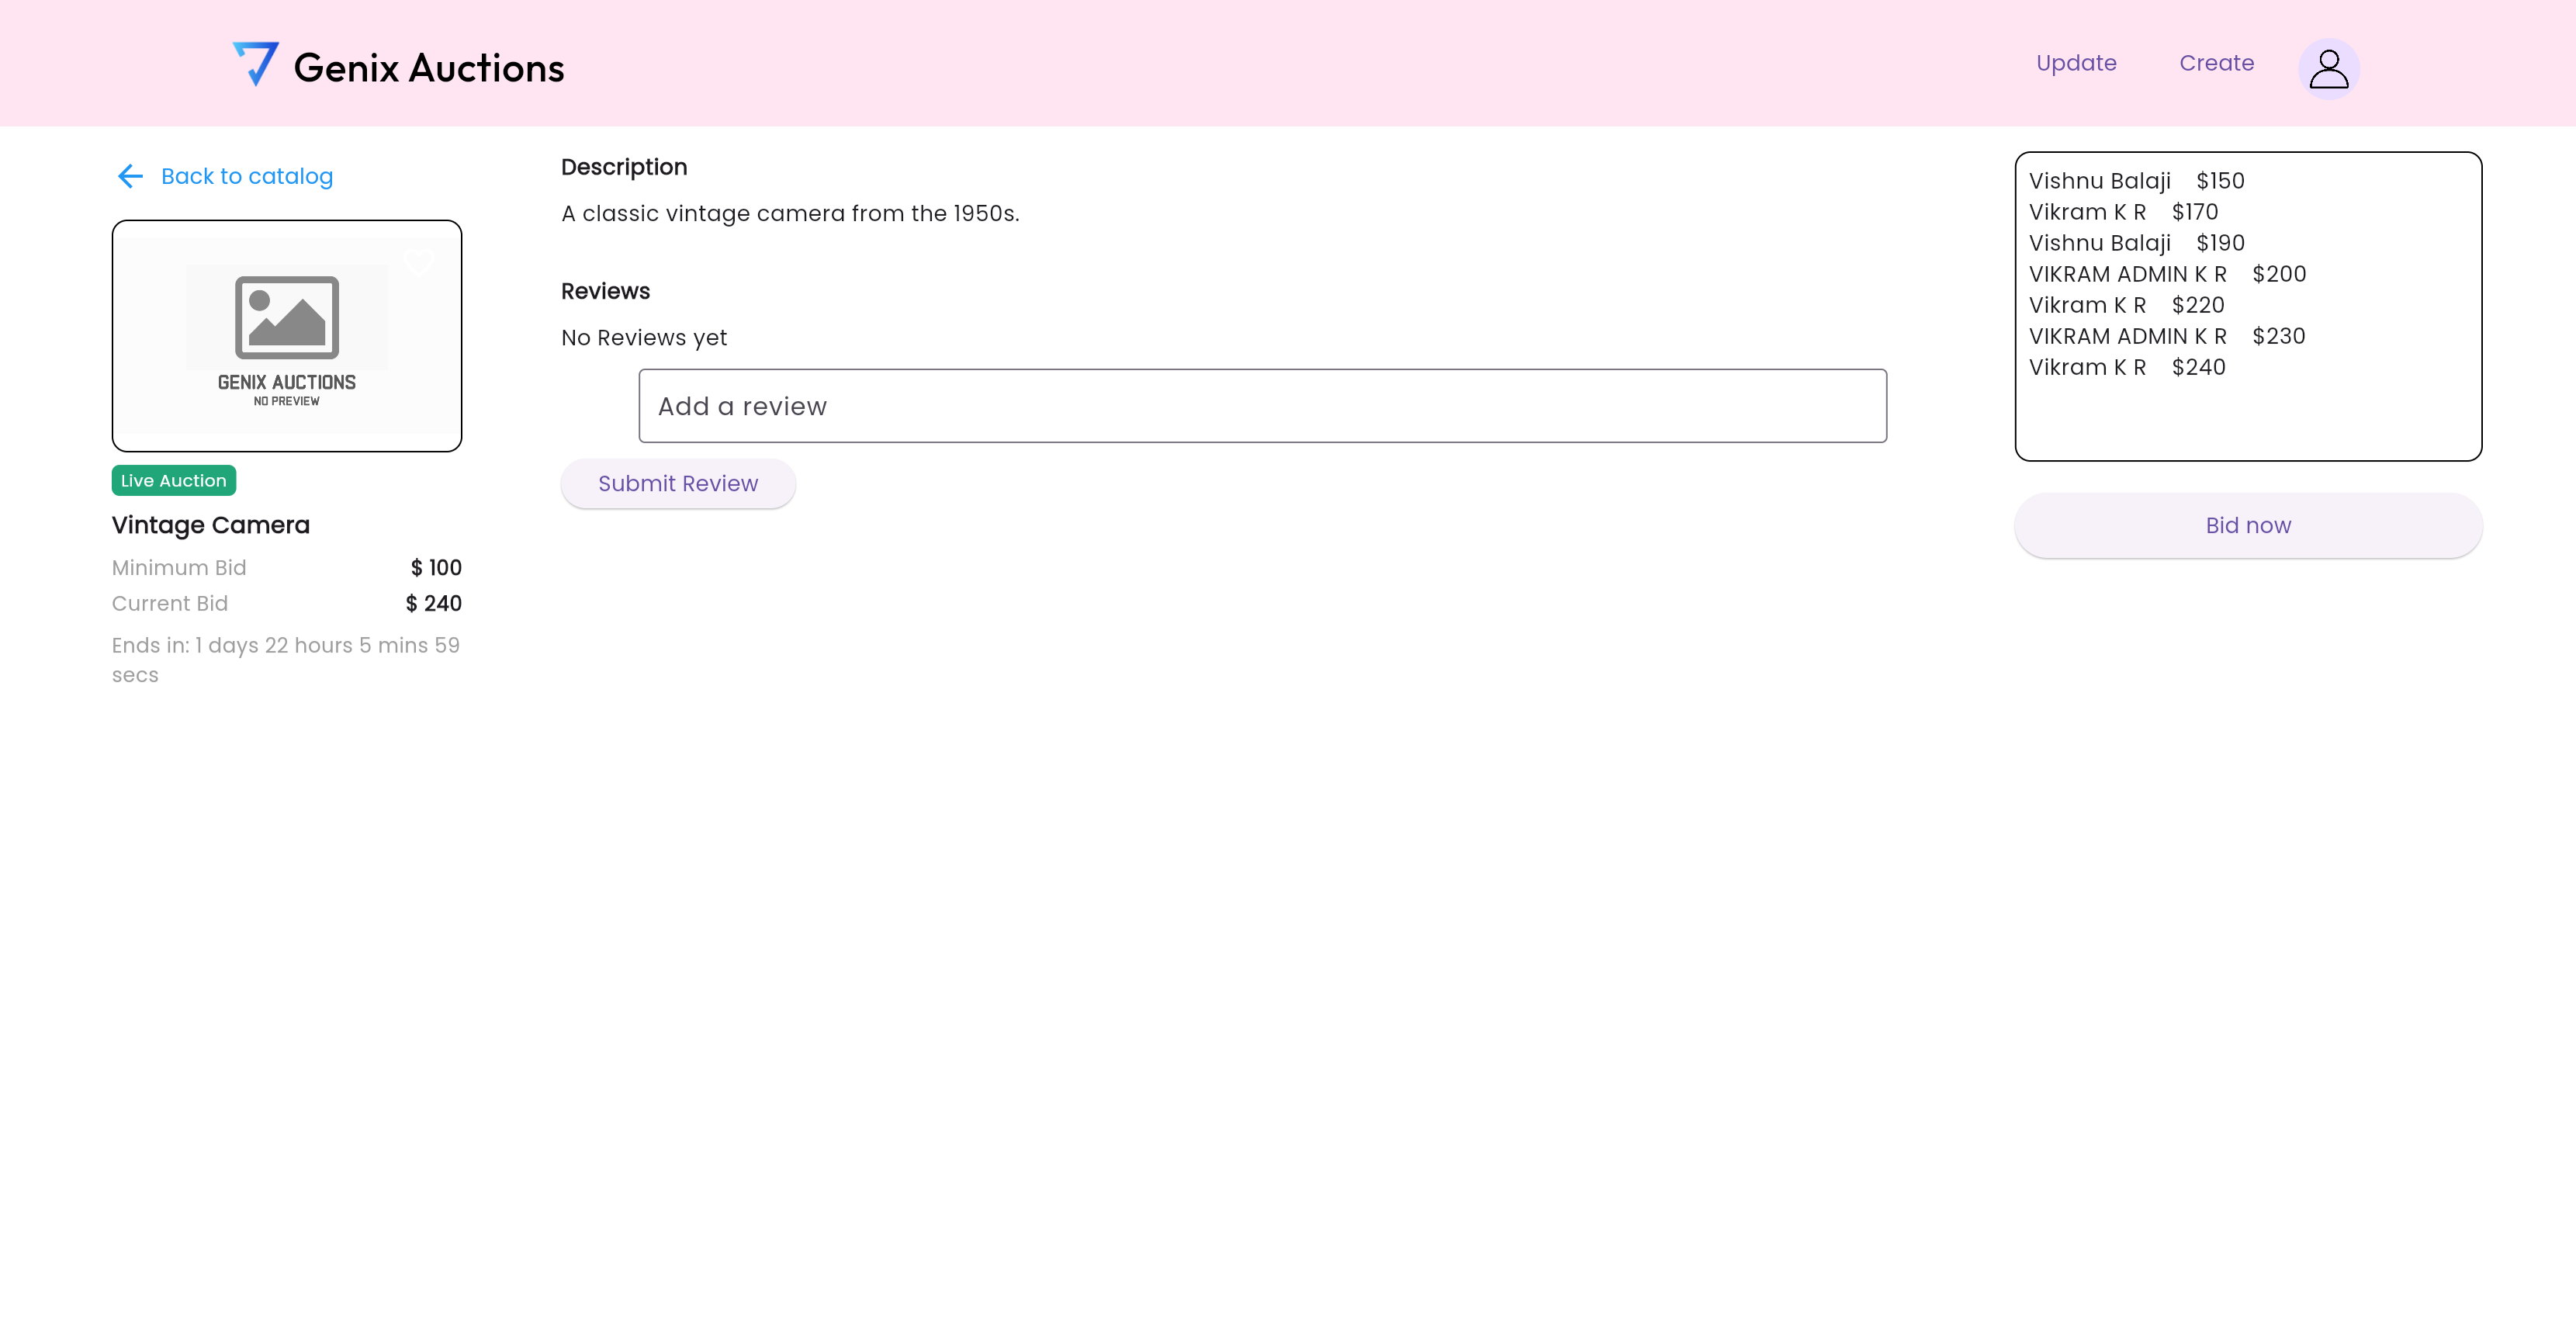 Genix Auctions
Update
Create
Back to catalog
GENIX AUCTIONS
NO PREVIEW
Live Auction
Vintage Camera
Minimum Bid $ 100
Current Bid $ 240
Ends in: 1 days 22 hours 5 mins 59
secs
Description
A classic vintage camera from the 1950s.
Reviews
No Reviews yet
Add a review
Submit Review
Vishnu Balaji $150
Vikram K R $170
Vishnu Balaji $190
VIKRAM ADMIN K R $200
Vikram K R $220
VIKRAM ADMIN K R $230
Vikram K R $240
Bid now